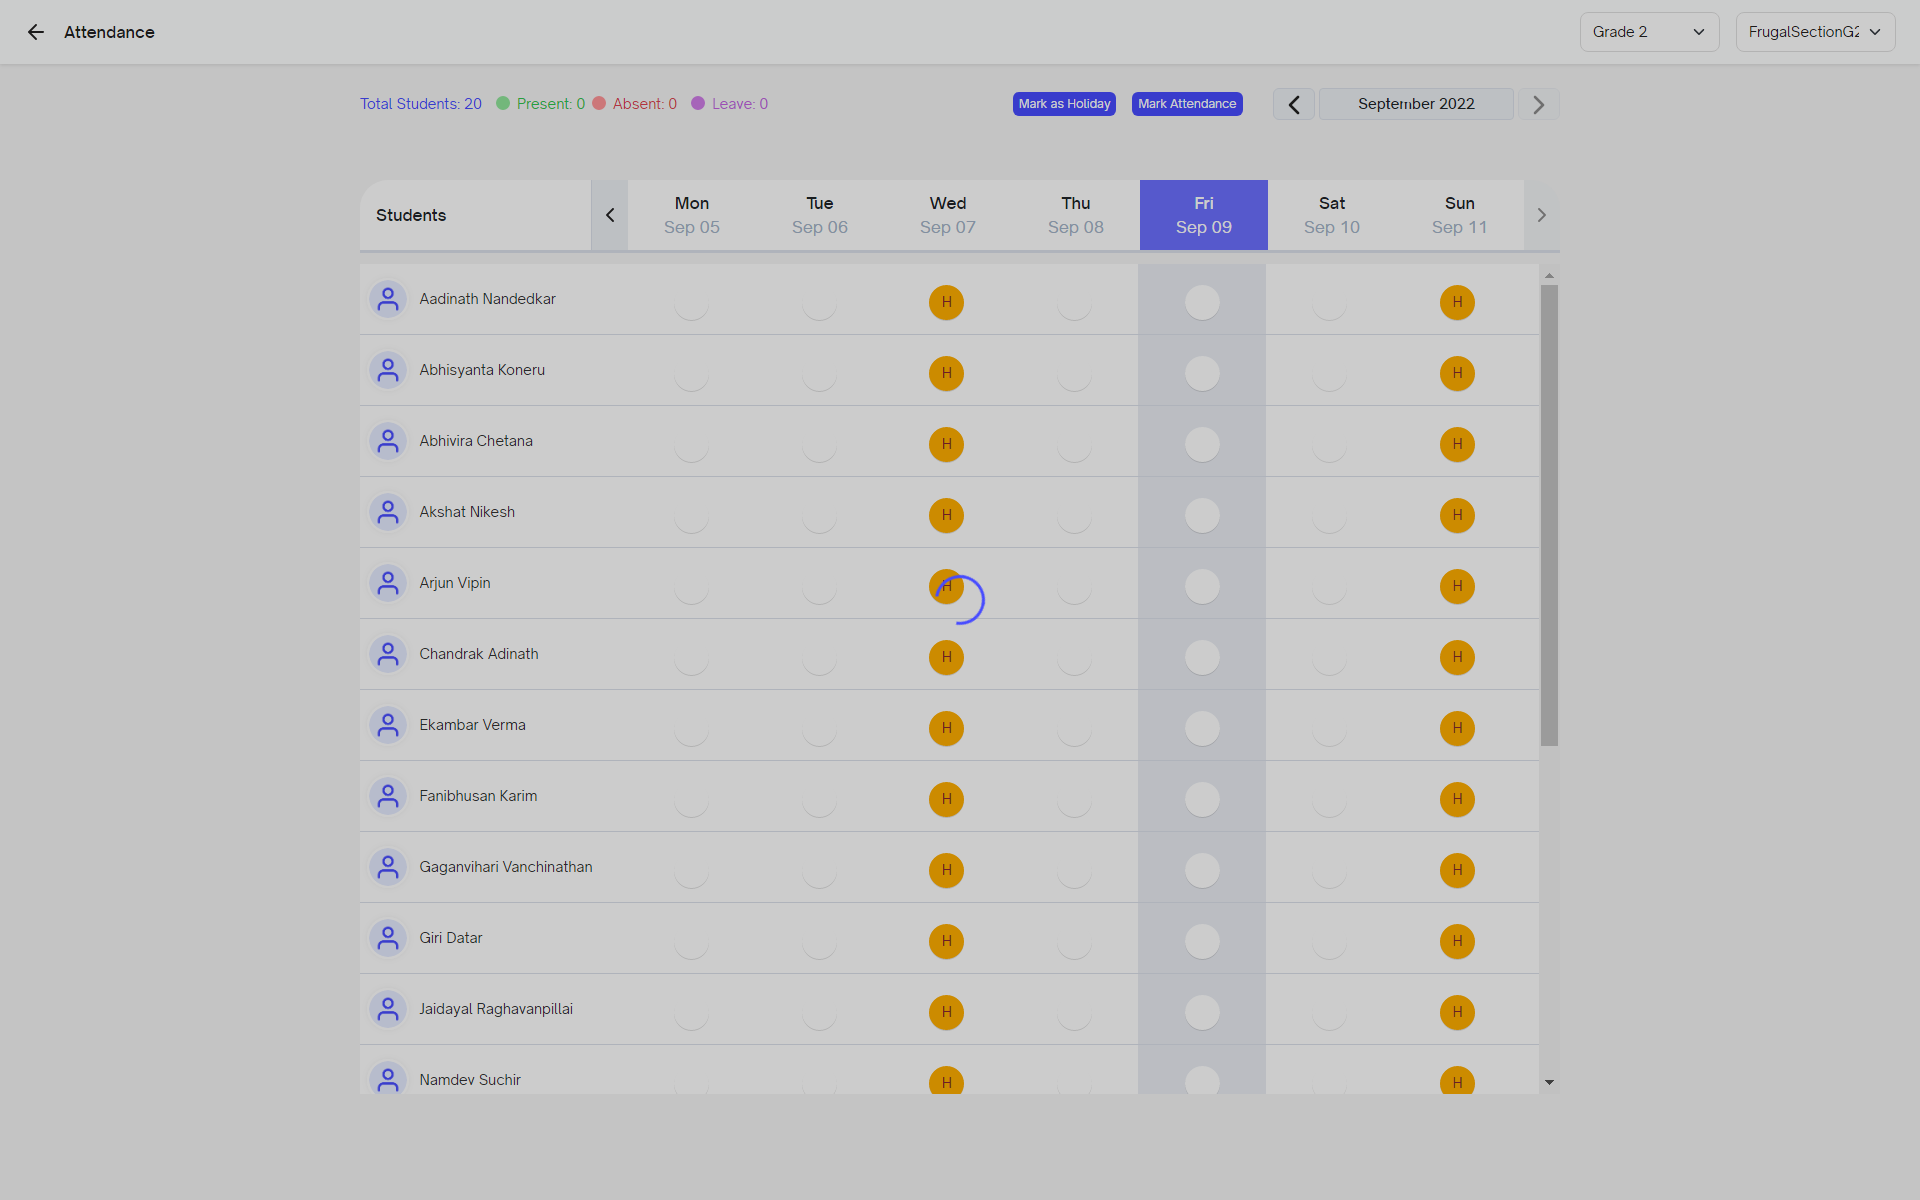 Attendance
Grade 2
FrugalSectionG2
Total Students: 20 Present: 0 Absent: 0 Leave: 0
Mark as Holiday
Mark Attendance
September 2022
Students
Mon Tue Wed Thu Fri Sat Sun
Sep 05 Sep 06 Sep 07 Sep 08 Sep 09 Sep 10 Sep 11
Aadinath Nandedkar H H
Abhisyanta Koneru H H
Abhivira Chetana H H
Akshat Nikesh H H
Arjun Vipin H H
Chandrak Adinath H H
Ekambar Verma H H
Fanibhusan Karim H H
Gaganvihari Vanchinathan H H
Giri Datar H H
Jaidayal Raghavanpillai H H
Namdev Suchir H H